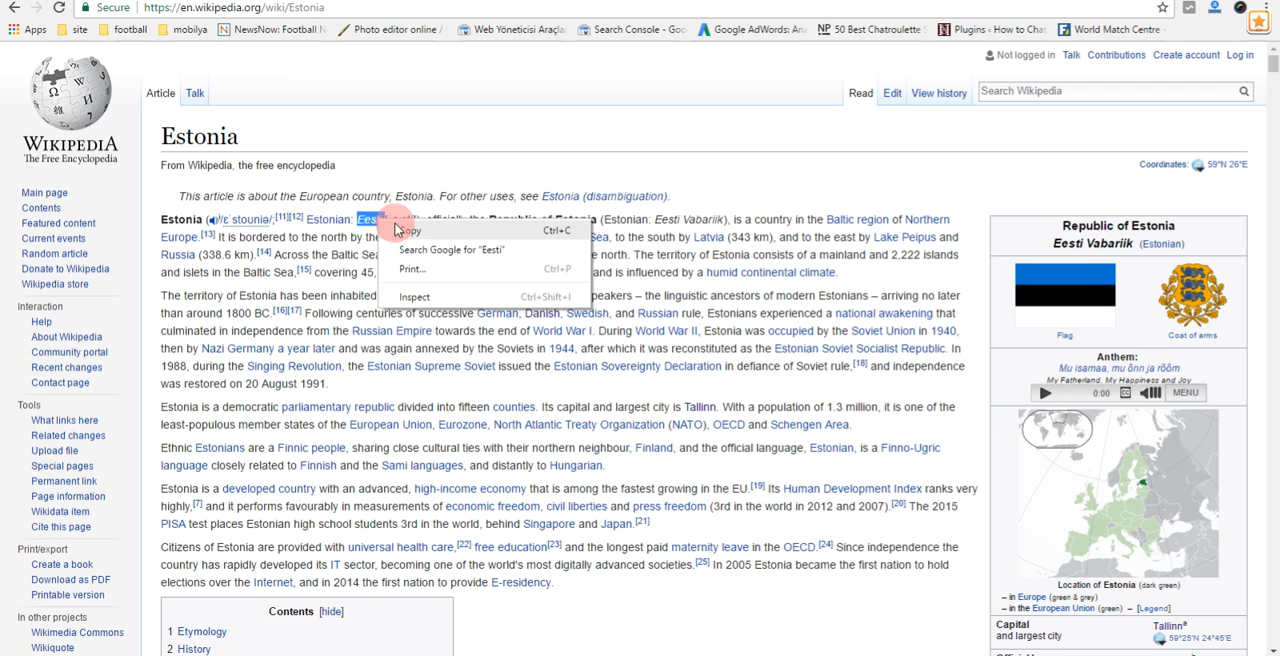 Secure https://en.wikipedia.org/wiki/Estonia
Apps site football mobilya NewsNow: Football N Photo editor online / Web Yöneticisi Araçla Search Console - Goo Google AdWords: Ana NP 50 Best Chatroulette S Plugins ‹ How to Chat World Match Centre -
Not logged in Talk Contributions Create account Log in
Article Talk Read Edit View history Search Wikipedia
WIKIPEDIA
The Free Encyclopedia
Main page
Contents
Featured content
Current events
Random article
Donate to Wikipedia
Wikipedia store
Interaction
Help
About Wikipedia
Community portal
Recent changes
Contact page
Tools
What links here
Related changes
Upload file
Special pages
Permanent link
Page information
Wikidata item
Cite this page
Print/export
Create a book
Download as PDF
Printable version
In other projects
Wikimedia Commons
Wikiquote
Estonia
From Wikipedia, the free encyclopedia
Coordinates: 59°N 26°E
This article is about the European country, Estonia. For other uses, see Estonia (disambiguation).
Estonia (/ɛˈstoʊniə/;[11][12] Estonian: Eesti officially the Republic of Estonia (Estonian: Eesti Vabariik), is a country in the Baltic region of Northern
Europe.[13] It is bordered to the north by the Sea, to the south by Latvia (343 km), and to the east by Lake Peipus and
Russia (338.6 km).[14] Across the Baltic Sea north. The territory of Estonia consists of a mainland and 2,222 islands
and islets in the Baltic Sea,[15] covering 45, and is influenced by a humid continental climate.
Copy Ctrl+C
Search Google for "Eesti"
Print... Ctrl+P
Inspect Ctrl+Shift+I
The territory of Estonia has been inhabited speakers – the linguistic ancestors of modern Estonians – arriving no later
than around 1800 BC.[16][17] Following centuries of successive German, Danish, Swedish, and Russian rule, Estonians experienced a national awakening that
culminated in independence from the Russian Empire towards the end of World War I. During World War II, Estonia was occupied by the Soviet Union in 1940,
then by Nazi Germany a year later and was again annexed by the Soviets in 1944, after which it was reconstituted as the Estonian Soviet Socialist Republic. In
1988, during the Singing Revolution, the Estonian Supreme Soviet issued the Estonian Sovereignty Declaration in defiance of Soviet rule,[18] and independence
was restored on 20 August 1991.
Estonia is a democratic parliamentary republic divided into fifteen counties. Its capital and largest city is Tallinn. With a population of 1.3 million, it is one of the
least-populous member states of the European Union, Eurozone, North Atlantic Treaty Organization (NATO), OECD and Schengen Area.
Ethnic Estonians are a Finnic people, sharing close cultural ties with their northern neighbour, Finland, and the official language, Estonian, is a Finno-Ugric
language closely related to Finnish and the Sami languages, and distantly to Hungarian.
Estonia is a developed country with an advanced, high-income economy that is among the fastest growing in the EU.[19] Its Human Development Index ranks very
highly,[7] and it performs favourably in measurements of economic freedom, civil liberties and press freedom (3rd in the world in 2012 and 2007).[20] The 2015
PISA test places Estonian high school students 3rd in the world, behind Singapore and Japan.[21]
Citizens of Estonia are provided with universal health care,[22] free education[23] and the longest paid maternity leave in the OECD.[24] Since independence the
country has rapidly developed its IT sector, becoming one of the world's most digitally advanced societies.[25] In 2005 Estonia became the first nation to hold
elections over the Internet, and in 2014 the first nation to provide E-residency.
Contents [hide]
1 Etymology
2 History
Republic of Estonia
Eesti Vabariik (Estonian)
Flag Coat of arms
Anthem:
Mu isamaa, mu õnn ja rõõm
My Fatherland, My Happiness and Joy
0:00 MENU
Location of Estonia (dark green)
– in Europe (green & grey)
– in the European Union (green) – [Legend]
Capital Tallinnª
and largest city 59°25′N 24°45′E